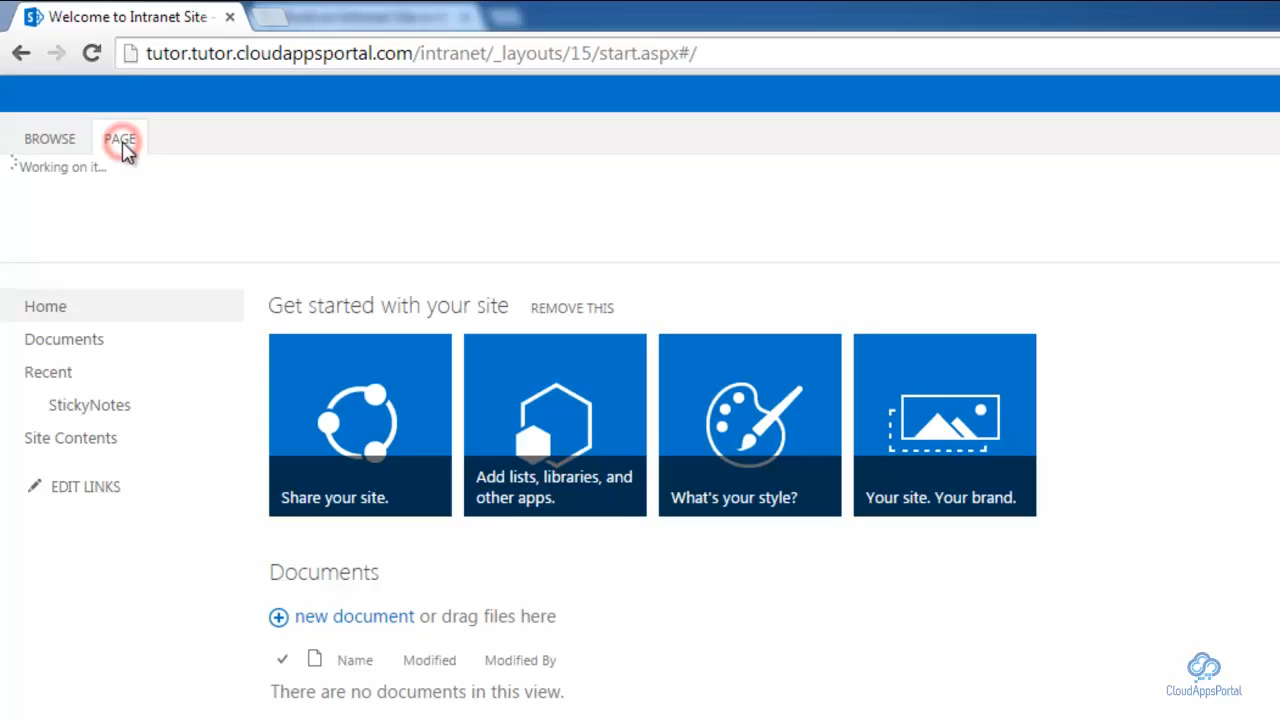 Welcome to Intranet Site -
tutor.tutor.cloudappsportal.com/intranet/_layouts/15/start.aspx#/
BROWSE
PAGE
Working on it...
Home
Documents
Recent
StickyNotes
Site Contents
EDIT LINKS
Get started with your site
REMOVE THIS
Share your site.
Add lists, libraries, and
other apps.
What's your style?
Your site. Your brand.
Documents
new document or drag files here
Name Modified Modified By
There are no documents in this view.
CloudAppsPortal